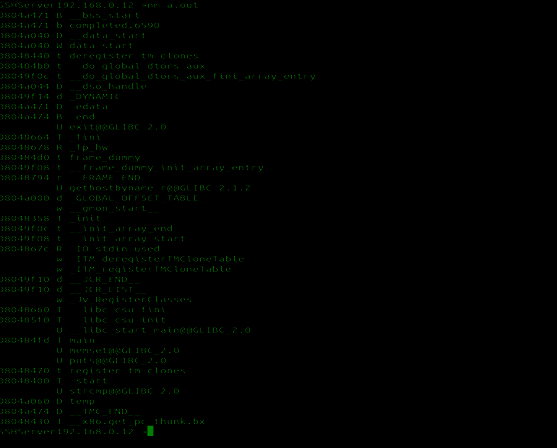 SSHServer192.168.0.12 ~nm a.out
0804a471 B __bss_start
0804a471 b completed.6590
0804a040 D __data_start
0804a040 W data_start
08048440 t deregister_tm_clones
080484b0 t __do_global_dtors_aux
08049f0c t __do_global_dtors_aux_fini_array_entry
0804a044 D __dso_handle
08049f14 d _DYNAMIC
0804a471 D _edata
0804a474 B _end
U exit@@GLIBC_2.0
08048664 T _fini
08048678 R _fp_hw
080484d0 t frame_dummy
08049f08 t __frame_dummy_init_array_entry
08048794 r __FRAME_END__
U gethostbyname_r@@GLIBC_2.1.2
0804a000 d _GLOBAL_OFFSET_TABLE_
w __gmon_start__
08048358 T _init
08049f0c t __init_array_end
08049f08 t __init_array_start
0804867c R _IO_stdin_used
w _ITM_deregisterTMCloneTable
w _ITM_registerTMCloneTable
08049f10 d __JCR_END__
08049f10 d __JCR_LIST__
w _Jv_RegisterClasses
08048660 T __libc_csu_fini
080485f0 T __libc_csu_init
U __libc_start_main@@GLIBC_2.0
080484fd T main
U memset@@GLIBC_2.0
U puts@@GLIBC_2.0
08048470 t register_tm_clones
08048400 T _start
U strcmp@@GLIBC_2.0
0804a060 D temp
0804a474 D __TMC_END__
08048430 T __x86.get_pc_thunk.bx
SSHServer192.168.0.12 ~